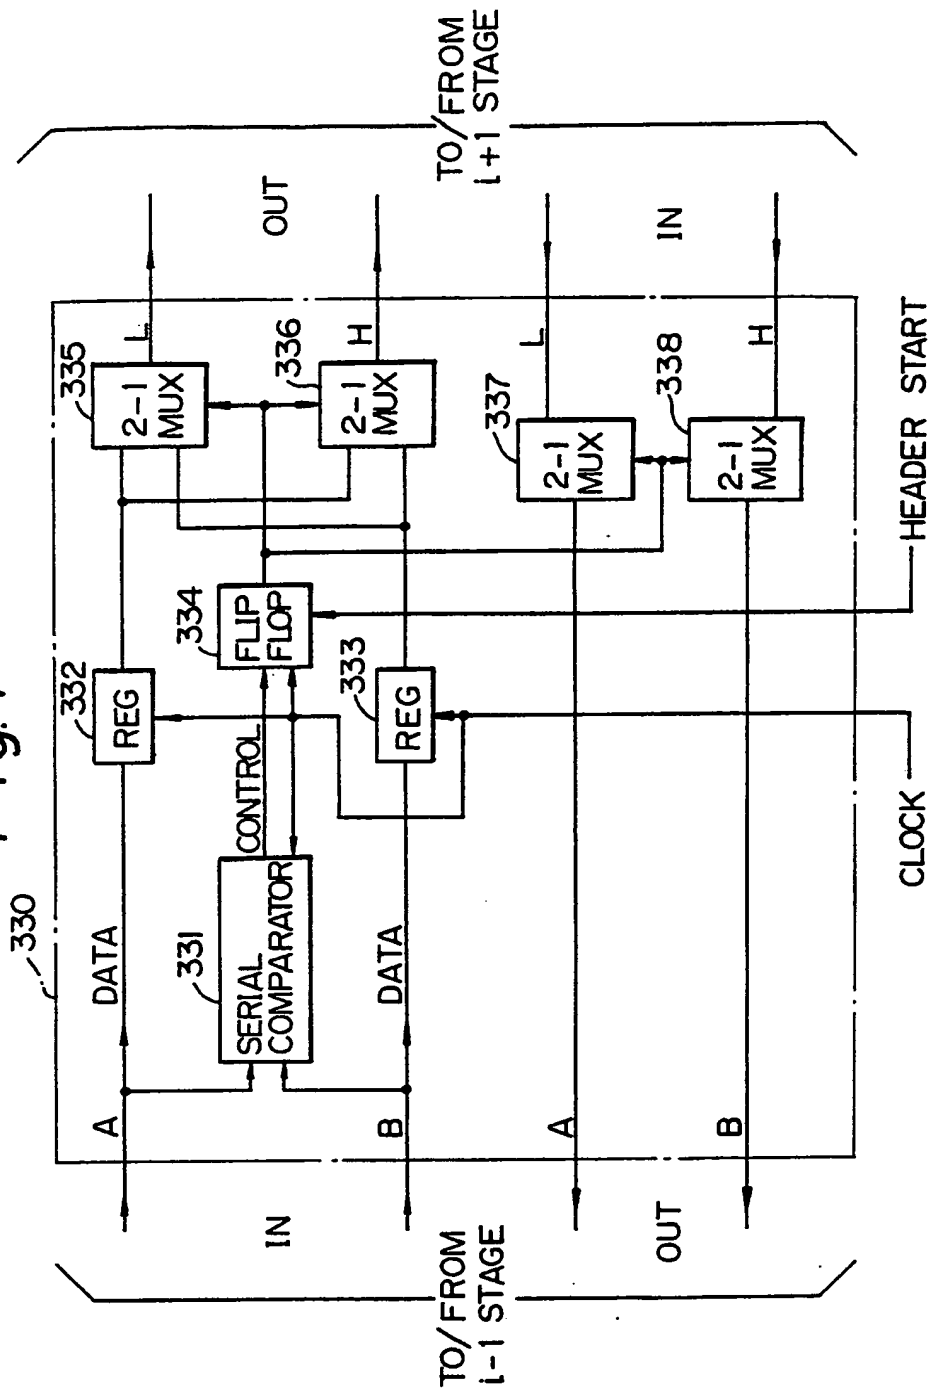 330
TO/FROM
i-1 STAGE
IN
OUT
A
DATA
B
DATA
331
SERIAL
COMPARATOR
CONTROL
332
REG
333
REG
334
FLIP
FLOP
335
2-1
MUX
L
336
2-1
MUX
H
OUT
337
2-1
MUX
L
338
2-1
MUX
H
IN
A
B
CLOCK
HEADER START
TO/FROM
i+1 STAGE